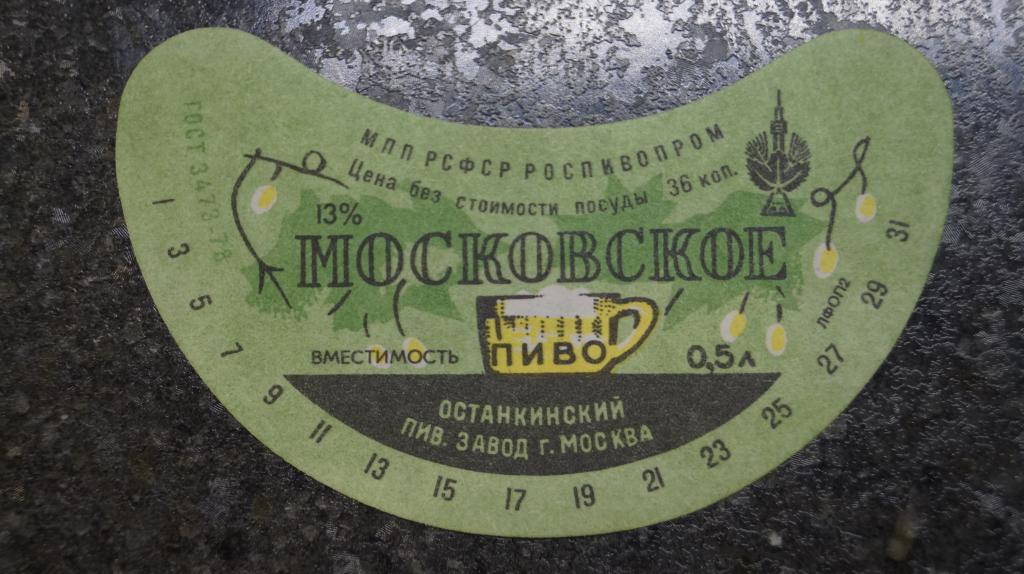 МПП РСФСР РОСПИВОПРОМ
Цена без стоимости посуды 36 коп.
ГОСТ 3473-78
13%
МОСКОВСКОЕ
ПИВО
ВМЕСТИМОСТЬ 0,5л
ЛФОП2
ОСТАНКИНСКИЙ
ПИВ. ЗАВОД г. МОСКВА
1 3 5 7 9 11 13 15 17 19 21 23 25 27 29 31